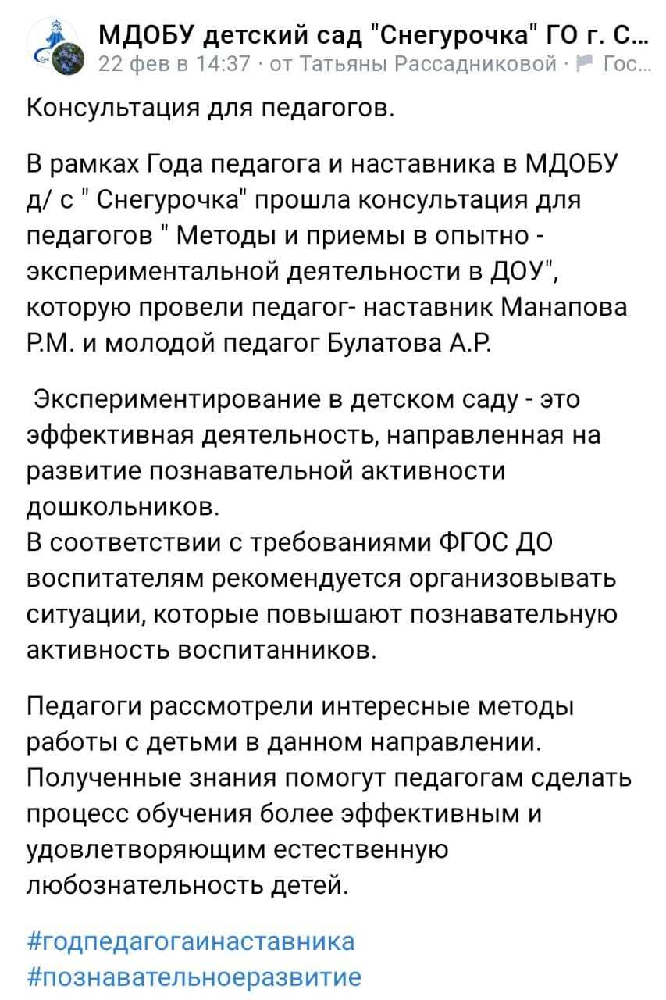 МДОБУ детский сад "Снегурочка" ГО г. С...
22 фев в 14:37 · от Татьяны Рассадниковой · Гос...
Консультация для педагогов.
В рамках Года педагога и наставника в МДОБУ
д/ с " Снегурочка" прошла консультация для
педагогов " Методы и приемы в опытно -
экспериментальной деятельности в ДОУ",
которую провели педагог- наставник Манапова
Р.М. и молодой педагог Булатова А.Р.
Экспериментирование в детском саду - это
эффективная деятельность, направленная на
развитие познавательной активности
дошкольников.
В соответствии с требованиями ФГОС ДО
воспитателям рекомендуется организовывать
ситуации, которые повышают познавательную
активность воспитанников.
Педагоги рассмотрели интересные методы
работы с детьми в данном направлении.
Полученные знания помогут педагогам сделать
процесс обучения более эффективным и
удовлетворяющим естественную
любознательность детей.
#годпедагогаинаставника
#познавательноеразвитие